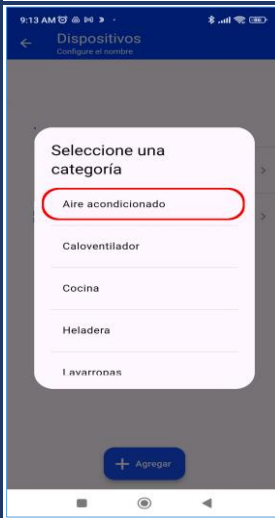 9:13 AM
Dispositivos
Configure el nombre
Seleccione una
categoría
Aire acondicionado
Caloventilador
Cocina
Heladera
Lavarropas
+ Agregar